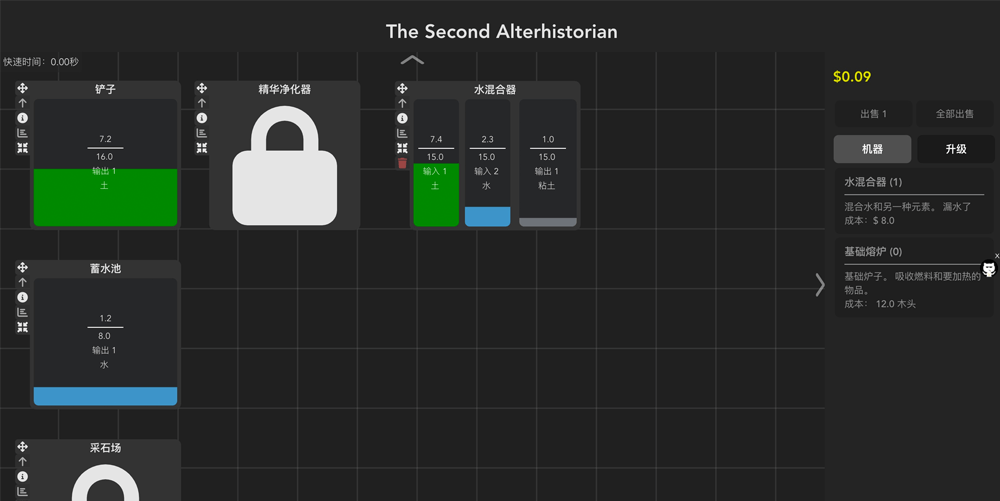 The Second Alterhistorian
快速时间：0.00秒
铲子
7.2
16.0
输出 1
土
精华净化器
水混合器
7.4
15.0
输入 1
土
2.3
15.0
输入 2
水
1.0
15.0
输出 1
粘土
蓄水池
1.2
8.0
输出 1
水
采石场
$0.09
出售 1
全部出售
机器
升级
水混合器 (1)
混合水和另一种元素。 漏水了
成本：$ 8.0
基础熔炉 (0)
基础炉子。 吸收燃料和要加热的
物品。
成本： 12.0 木头
x